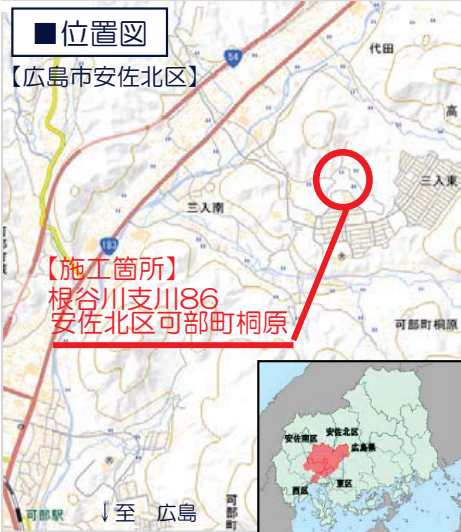 ■位置図
【広島市安佐北区】
54
代田
高
三入東
三入南
183
【施工箇所】
根谷川支川86
安佐北区可部町桐原
可部町桐原
安佐南区
安佐北区
広島県
西区
東区
可部駅
↓至 広島
可部町